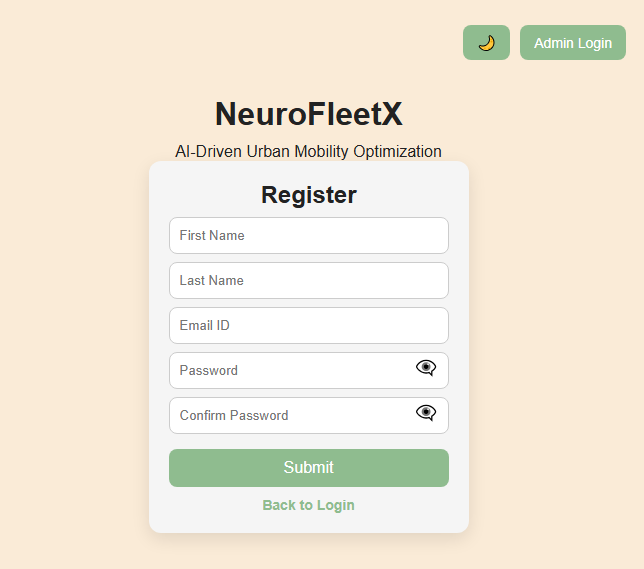 Admin Login
NeuroFleetX
AI-Driven Urban Mobility Optimization
Register
First Name
Last Name
Email ID
Password
Confirm Password
Submit
Back to Login